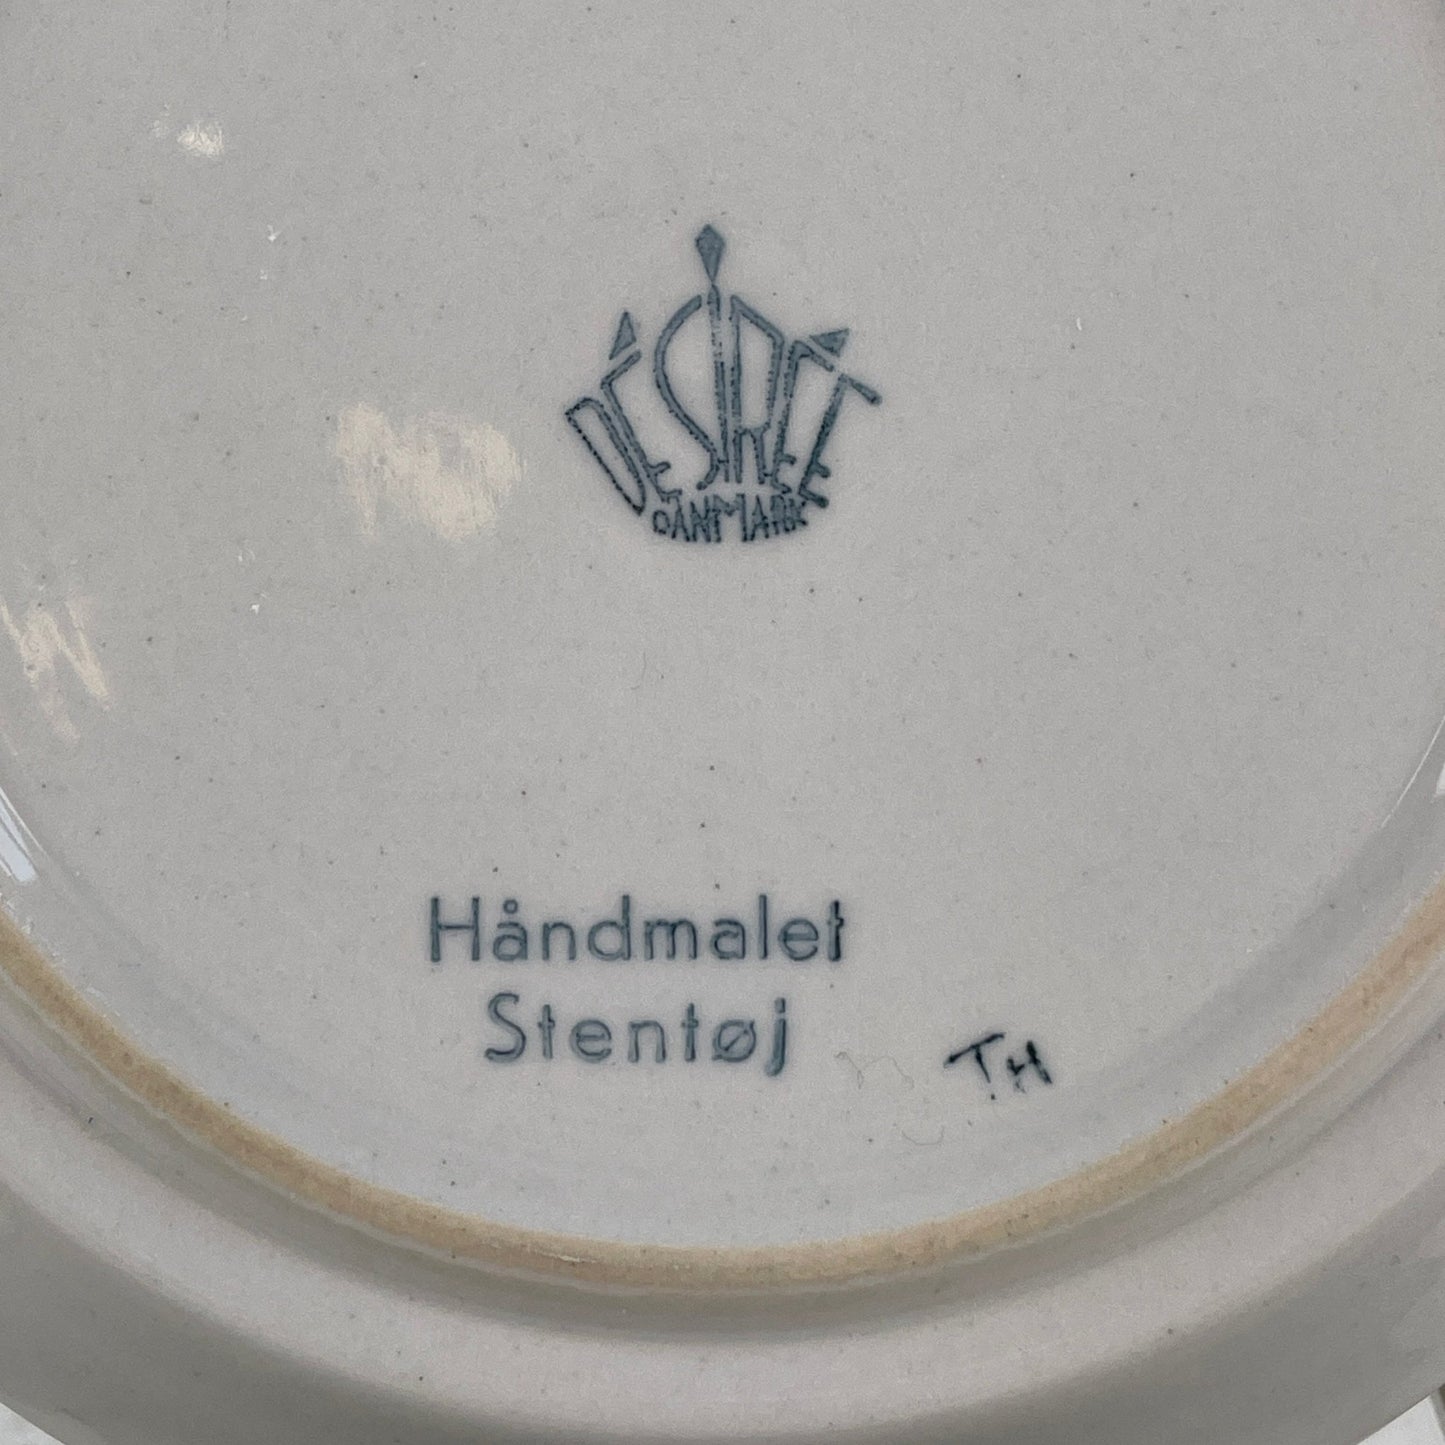 DÉSIRÉE
DANMARK
Håndmalet
Stentøj
TH